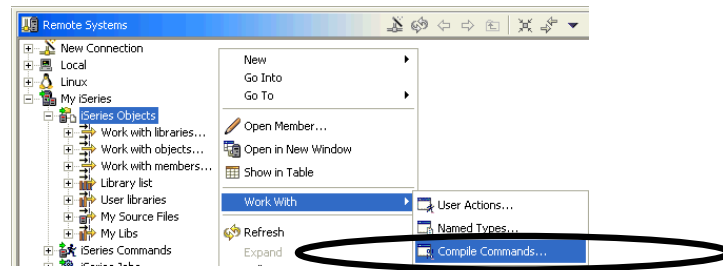 Remote Systems
New Connection
Local
Linux
My iSeries
iSeries Objects
Work with libraries...
Work with objects...
Work with members...
Library list
User libraries
My Source Files
My Libs
iSeries Commands
iSeries Jobs
New
Go Into
Go To
Open Member...
Open in New Window
Show in Table
Work With
Refresh
Expand
User Actions...
Named Types...
Compile Commands...